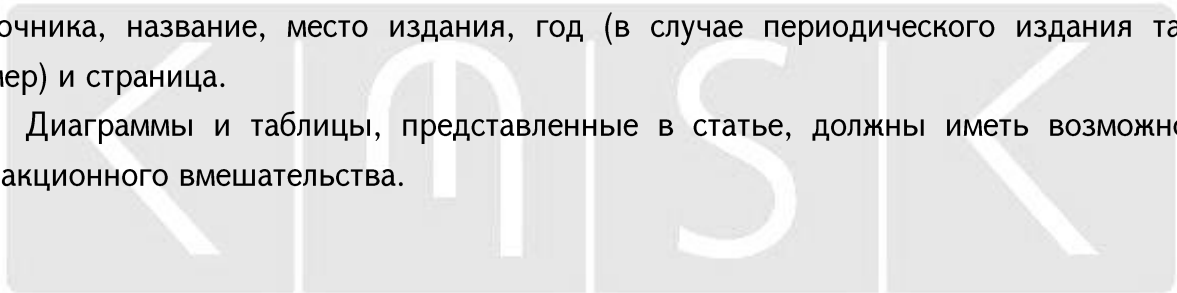 очника, название, место издания, год (в случае периодического издания та
мер) и страница.
Диаграммы и таблицы, представленные в статье, должны иметь возможно
акционного вмешательства.